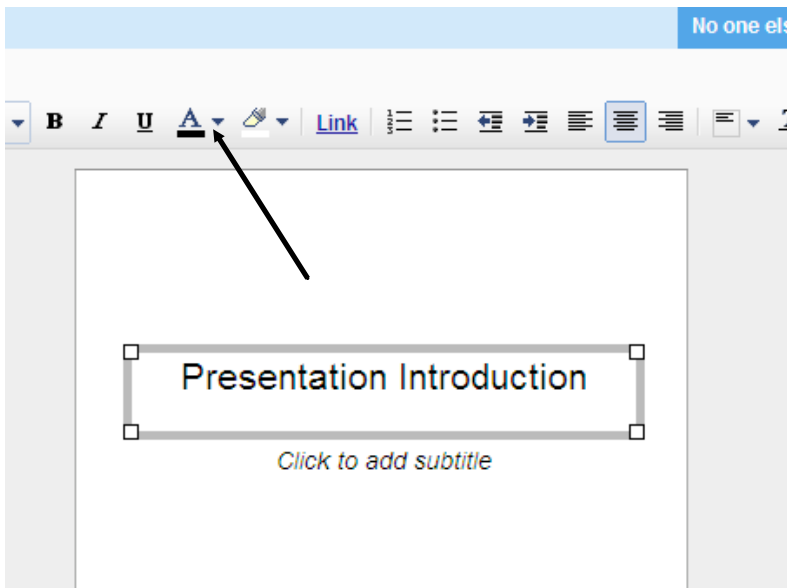 No one els
B I U A Link
Presentation Introduction
Click to add subtitle